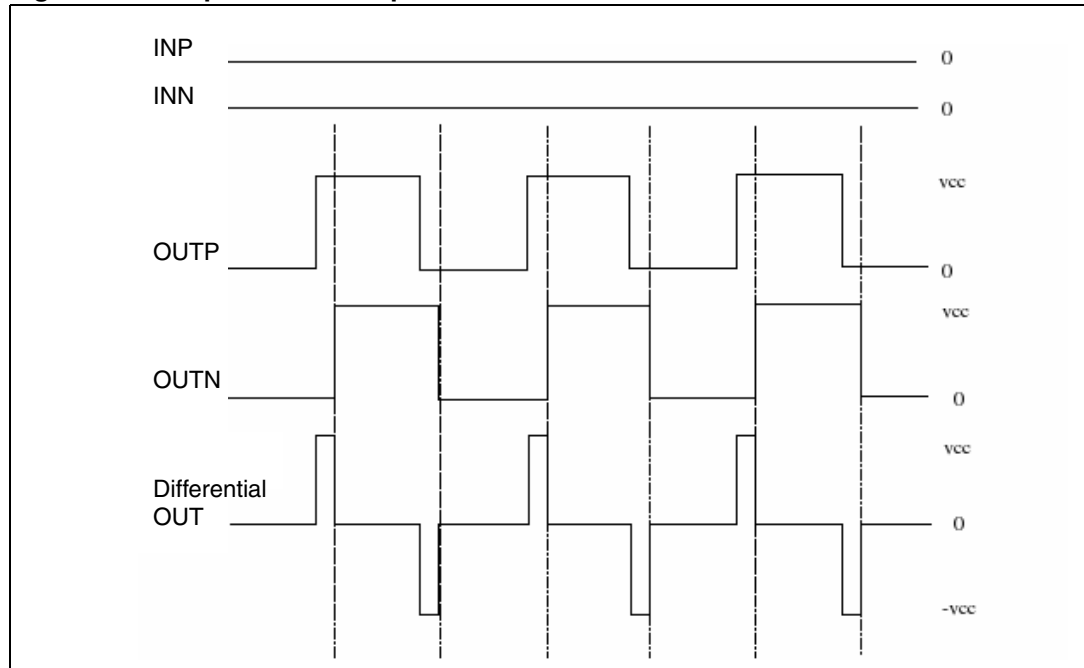 INP
0
INN
0
vcc
OUTP
0
vcc
OUTN
0
vcc
Differential
OUT
0
-vcc